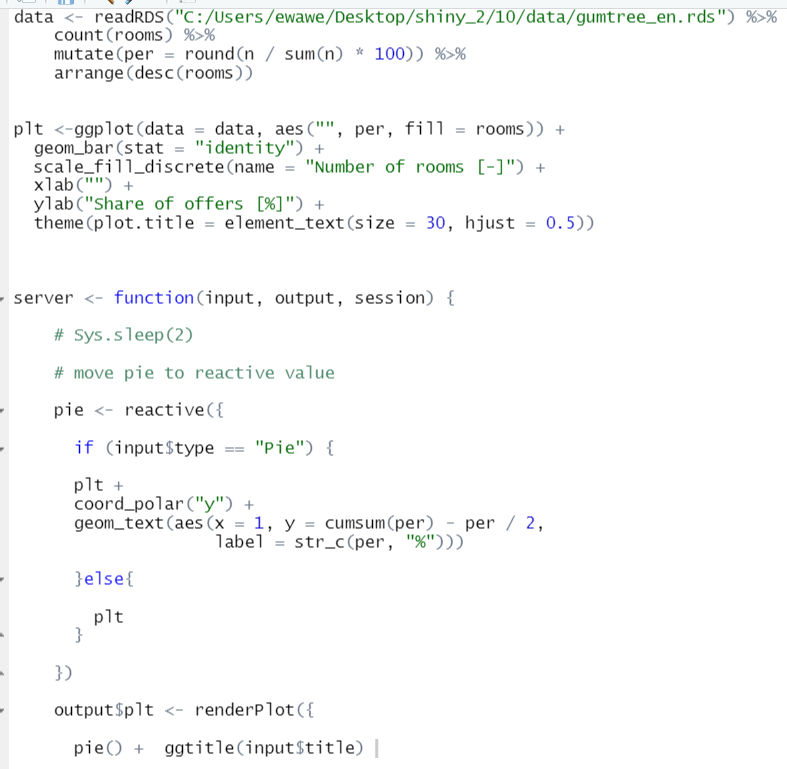 data <- readRDS("C:/Users/ewawe/Desktop/shiny_2/10/data/gumtree_en.rds") %>%
    count(rooms) %>%
    mutate(per = round(n / sum(n) * 100)) %>%
    arrange(desc(rooms))
plt <-ggplot(data = data, aes("", per, fill = rooms)) +
  geom_bar(stat = "identity") +
  scale_fill_discrete(name = "Number of rooms [-]") +
  xlab("") +
  ylab("Share of offers [%]") +
  theme(plot.title = element_text(size = 30, hjust = 0.5))
server <- function(input, output, session) {
    # Sys.sleep(2)
    # move pie to reactive value
    pie <- reactive({
      if (input$type == "Pie") {
      plt +
      coord_polar("y") +
      geom_text(aes(x = 1, y = cumsum(per) - per / 2,
                    label = str_c(per, "%")))
      }else{
        plt
      }
    })
    output$plt <- renderPlot({
      pie() +  ggtitle(input$title)